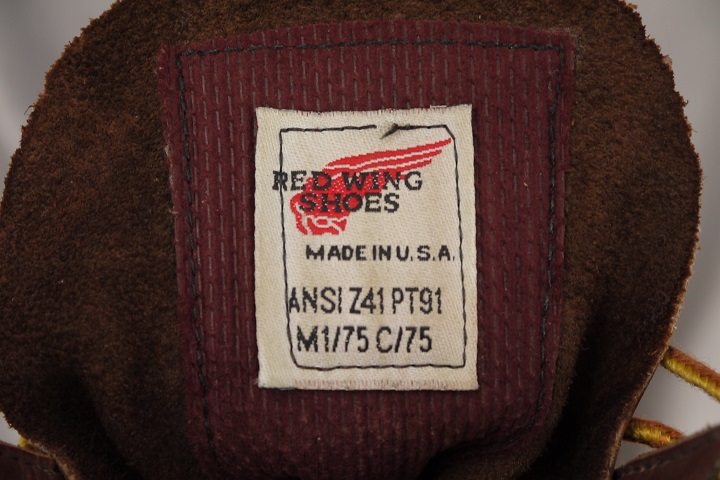 RED WING
SHOES
MADE IN U.S.A.
ANSI Z41 PT91
M1/75 C/75